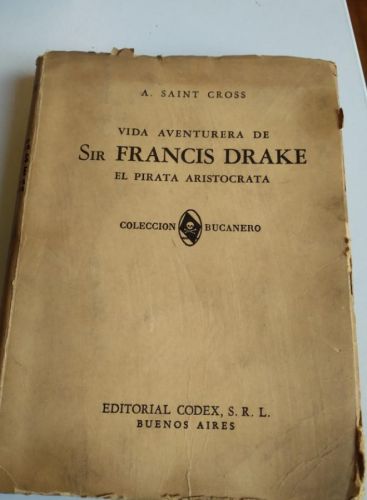 A. SAINT CROSS
VIDA AVENTURERA DE
SIR FRANCIS DRAKE
EL PIRATA ARISTOCRATA
COLECCION BUCANERO
EDITORIAL CODEX, S. R. L.
BUENOS AIRES